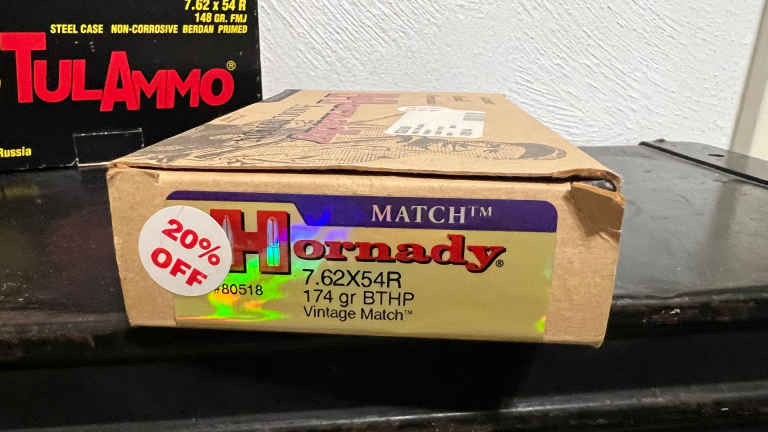 7.62 x 54 R
148 GR. FMJ
STEEL CASE NON-CORROSIVE BERDAN PRIMED
TULAMMO®
Russia
MATCH™
Hornady®
20%
OFF
7.62X54R
#80518
174 gr BTHP
Vintage Match™